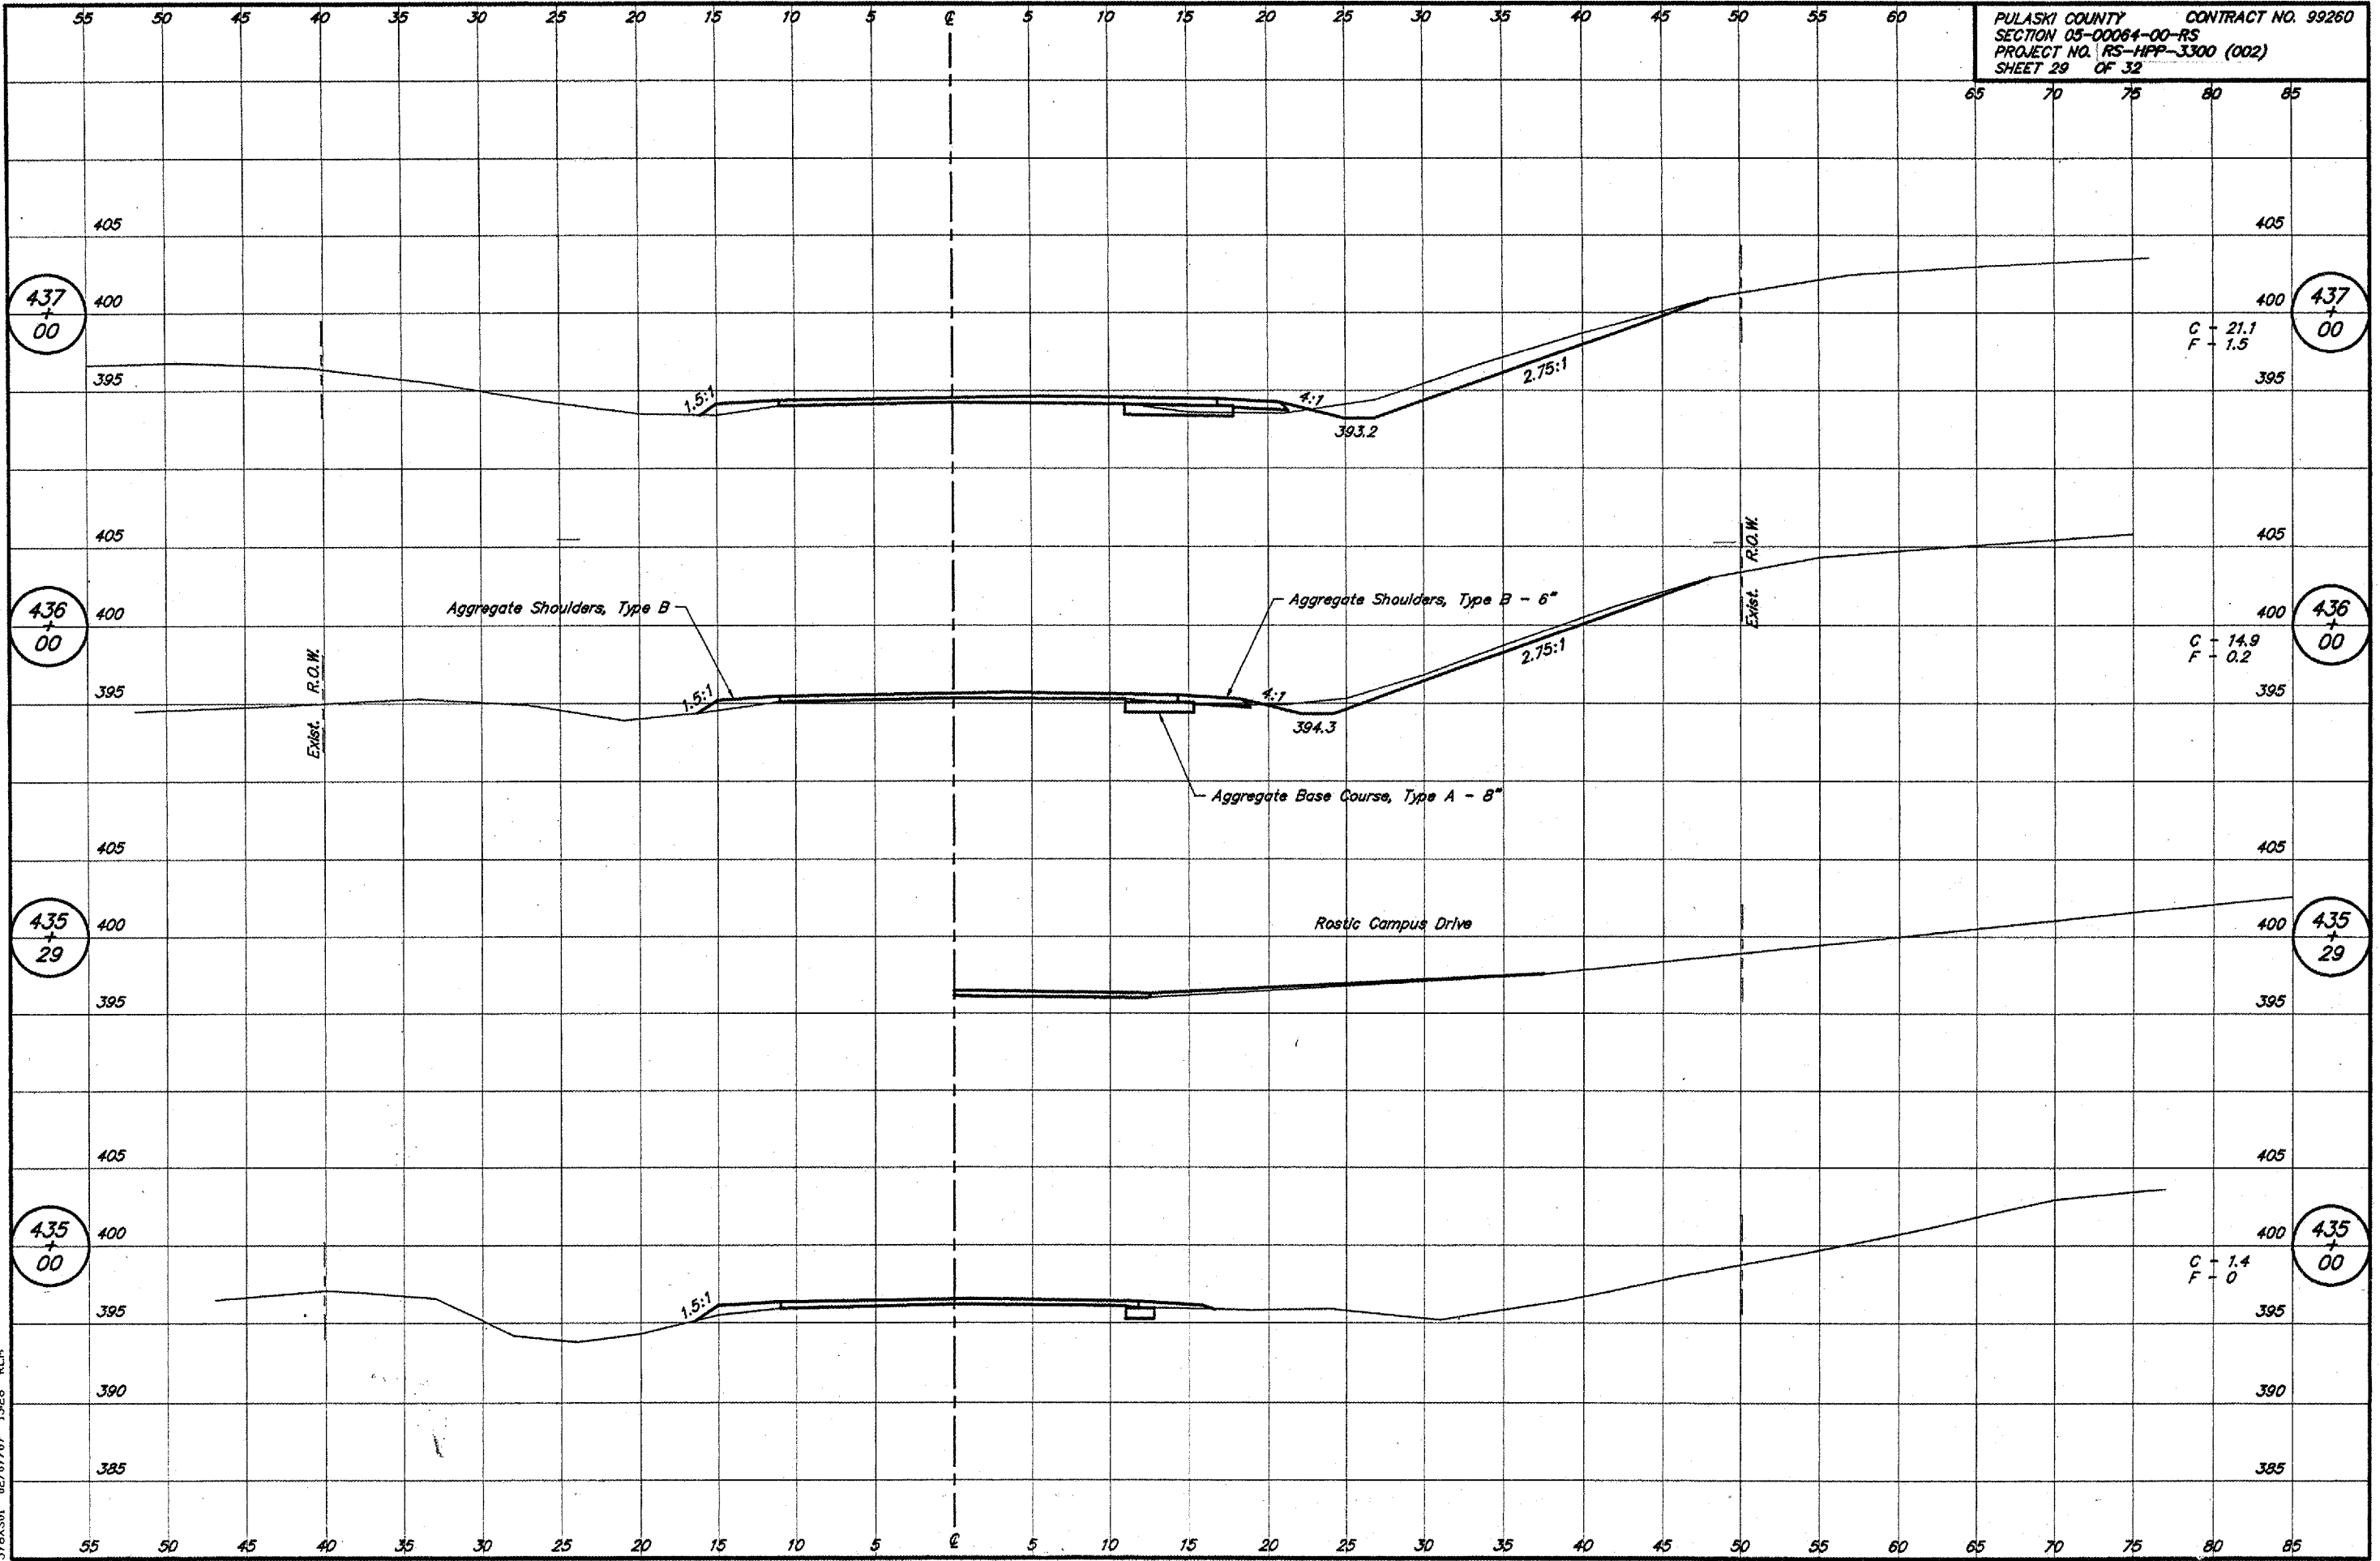 55 50 45 40 35 30 25 20 15 10 5 ℄ 5 10 15 20 25 30 35 40 45 50 55 60
PULASKI COUNTY CONTRACT NO. 99260
SECTION 05-00064-00-RS
PROJECT NO. RS-HPP-3300 (002)
SHEET 29 OF 32
65 70 75 80 85
405 405
437 + 00 400 400 437 + 00
C - 21.1
F - 1.5
395 395
1.5:1 4:1 2.75:1
393.2
405 405
Exist. R.O.W.
Aggregate Shoulders, Type B
Aggregate Shoulders, Type B - 6"
436 + 00 400 400 436 + 00
C - 14.9
F - 0.2
2.75:1
Exist. R.O.W.
395 395
1.5:1 4:1
394.3
Aggregate Base Course, Type A - 8"
405 405
435 + 29 400 400 435 + 29
Rostic Campus Drive
395 395
405 405
435 + 00 400 400 435 + 00
C - 1.4
F - 0
395 395
1.5:1
390 390
385 385
55 50 45 40 35 30 25 20 15 10 5 ℄ 5 10 15 20 25 30 35 40 45 50 55 60 65 70 75 80 85